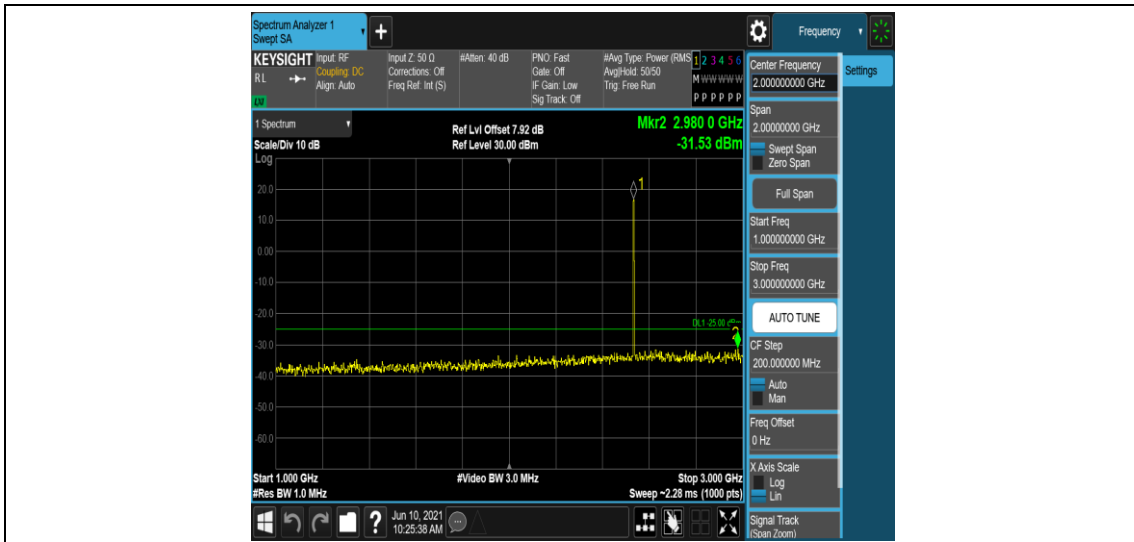 Spectrum Analyzer 1
Swept SA
+
Frequency
KEYSIGHT
RL
LXI
Input: RF
Coupling: DC
Align: Auto
Input Z: 50 Ω
Corrections: Off
Freq Ref: Int (S)
#Atten: 40 dB
PNO: Fast
Gate: Off
IF Gain: Low
Sig Track: Off
#Avg Type: Power (RMS
Avg|Hold: 50/50
Trig: Free Run
1 2 3 4 5 6
M W W W W W
P P P P P P
1 Spectrum
Scale/Div 10 dB
Ref Lvl Offset 7.92 dB
Ref Level 30.00 dBm
Mkr2 2.980 0 GHz
-31.53 dBm
Log
1
20.0
10.0
0.00
-10.0
-20.0
DL1 -25.00 dBm
2
-30.0
-40.0
-50.0
-60.0
Start 1.000 GHz
#Res BW 1.0 MHz
#Video BW 3.0 MHz
Stop 3.000 GHz
Sweep ~2.28 ms (1000 pts)
Center Frequency
2.000000000 GHz
Settings
Span
2.00000000 GHz
Swept Span
Zero Span
Full Span
Start Freq
1.000000000 GHz
Stop Freq
3.000000000 GHz
AUTO TUNE
CF Step
200.000000 MHz
Auto
Man
Freq Offset
0 Hz
X Axis Scale
Log
Lin
Signal Track
(Span Zoom)
?
Jun 10, 2021
10:25:38 AM